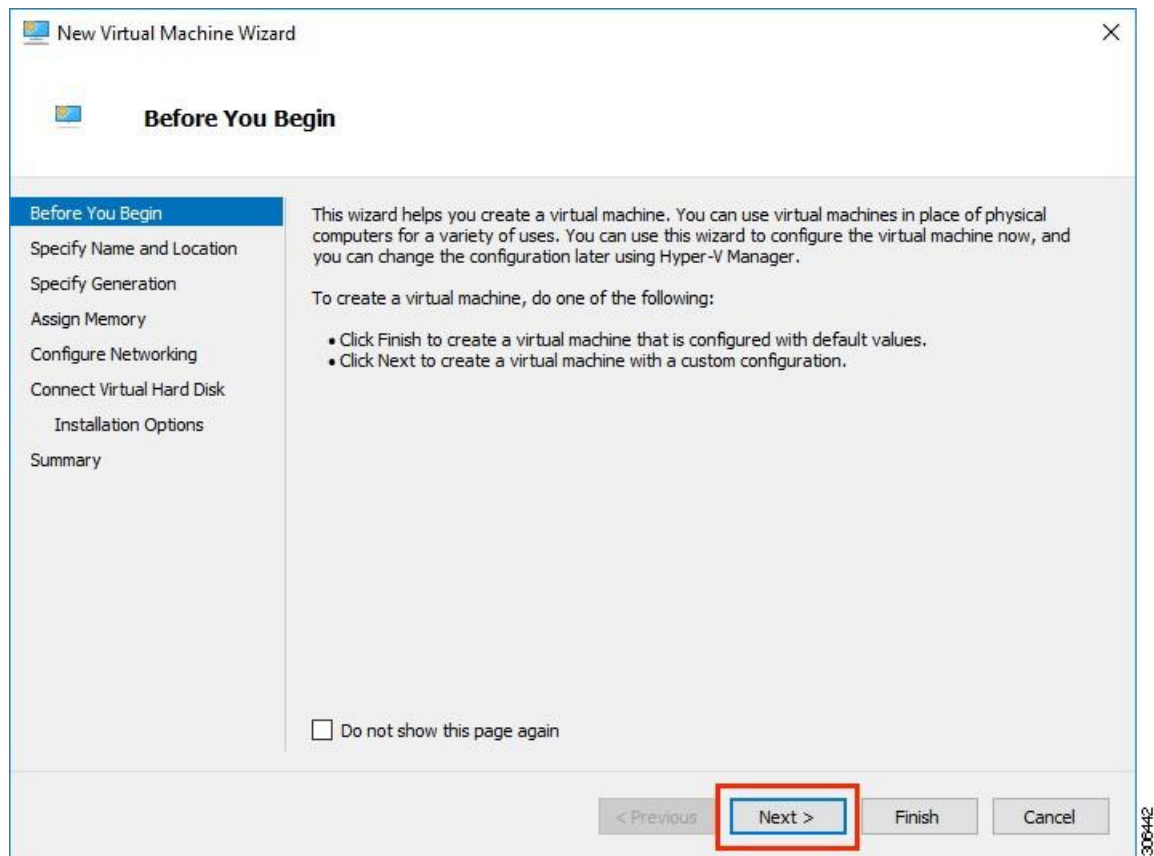 New Virtual Machine Wizard
Before You Begin
Before You Begin
Specify Name and Location
Specify Generation
Assign Memory
Configure Networking
Connect Virtual Hard Disk
Installation Options
Summary
This wizard helps you create a virtual machine. You can use virtual machines in place of physical
computers for a variety of uses. You can use this wizard to configure the virtual machine now, and
you can change the configuration later using Hyper-V Manager.
To create a virtual machine, do one of the following:
• Click Finish to create a virtual machine that is configured with default values.
• Click Next to create a virtual machine with a custom configuration.
Do not show this page again
< Previous
Next >
Finish
Cancel
306442